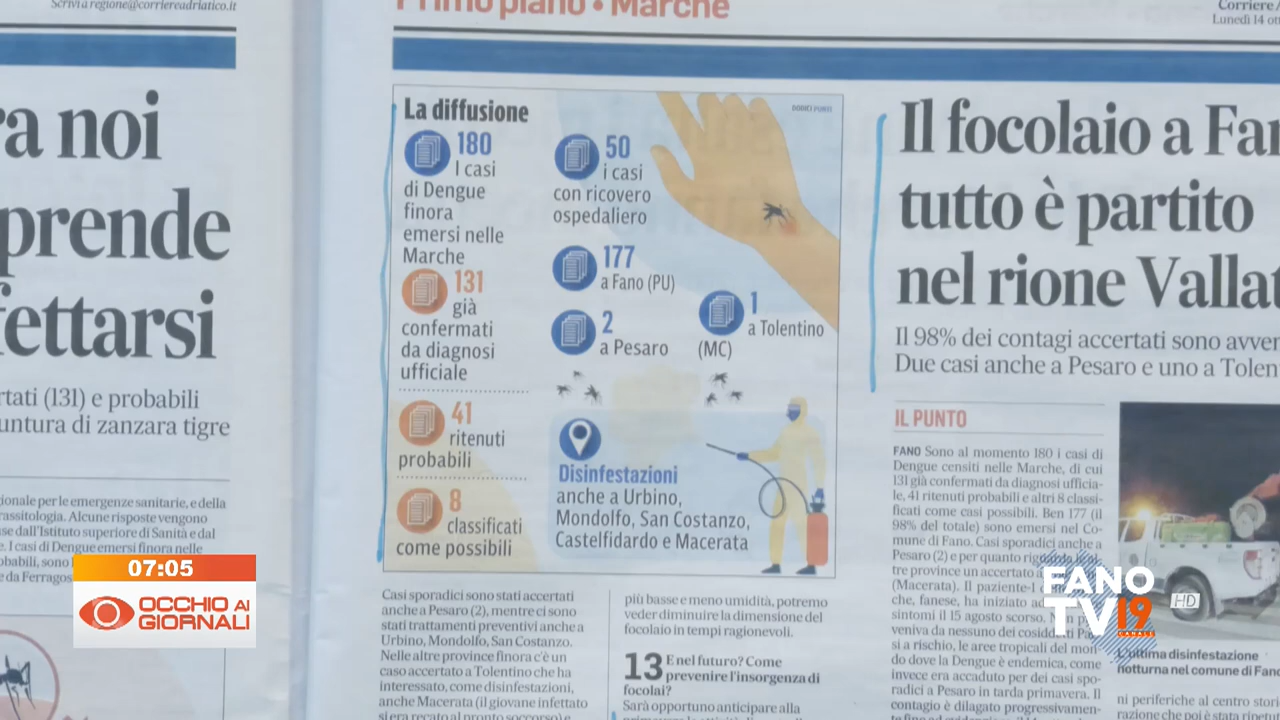 Scrivi a regione@corriereadriatico.it
Primo piano • Marche
Corriere
Lunedì 14
ra noi
prende
fettarsi
rtati (131) e probabili
untura di zanzara tigre
ionale per le emergenze sanitarie, e della
rassitologia. Alcune risposte vengono
se dall'Istituto superiore di Sanità e dal
e. I casi di Dengue emersi finora nelle
obabili, sono
e da Ferragos
La diffusione
DODICI PUNTI
180
I casi
di Dengue
finora
emersi nelle
Marche
131
già
confermati
da diagnosi
ufficiale
41
ritenuti
probabili
8
classificati
come possibili
50
i casi
con ricovero
ospedaliero
177
a Fano (PU)
2
a Pesaro
1
a Tolentino
(MC)
Disinfestazioni
anche a Urbino,
Mondolfo, San Costanzo,
Castelfidardo e Macerata
Casi sporadici sono stati accertati
anche a Pesaro (2), mentre ci sono
stati trattamenti preventivi anche a
Urbino, Mondolfo, San Costanzo.
Nelle altre province finora c'è un
caso accertato a Tolentino che ha
interessato, come disinfestazioni,
anche Macerata (il giovane infettato
si era recato al pronto soccorso) e
più basse e meno umidità, potremo
veder diminuire la dimensione del
focolaio in tempi ragionevoli.
13 E nel futuro? Come
prevenire l'insorgenza di
focolai?
Sarà opportuno anticipare alla
Il focolaio a Fa
tutto è partito
nel rione Vallat
Il 98% dei contagi accertati sono avve
Due casi anche a Pesaro e uno a Tolen
IL PUNTO
FANO Sono al momento 180 i casi di
Dengue censiti nelle Marche, di cui
131 già confermati da diagnosi ufficia-
le, 41 ritenuti probabili e altri 8 classi-
ficati come possibili. Ben 177 (il
98% del totale) sono emersi nel Co-
mune di Fano. Casi sporadici anche a
Pesaro (2) e per quanto
tre province un accertato
(Macerata). Il paziente-1
che, fanese, ha iniziato
sintomi il 15 agosto scorso.
veniva da nessuno dei cosiddetti
si a rischio, le aree tropicali del mon-
do dove la Dengue è endemica, come
invece era accaduto per dei casi spo-
radici a Pesaro in tarda primavera. Il
contagio è dilagato progressivamen-
L'ultima disinfestazione
notturna nel comune di Fano
ni periferiche al centro stor
razione che poi è stata
07:05
OCCHIO AI
GIORNALI
FANO
TV 19
CANALE
HD